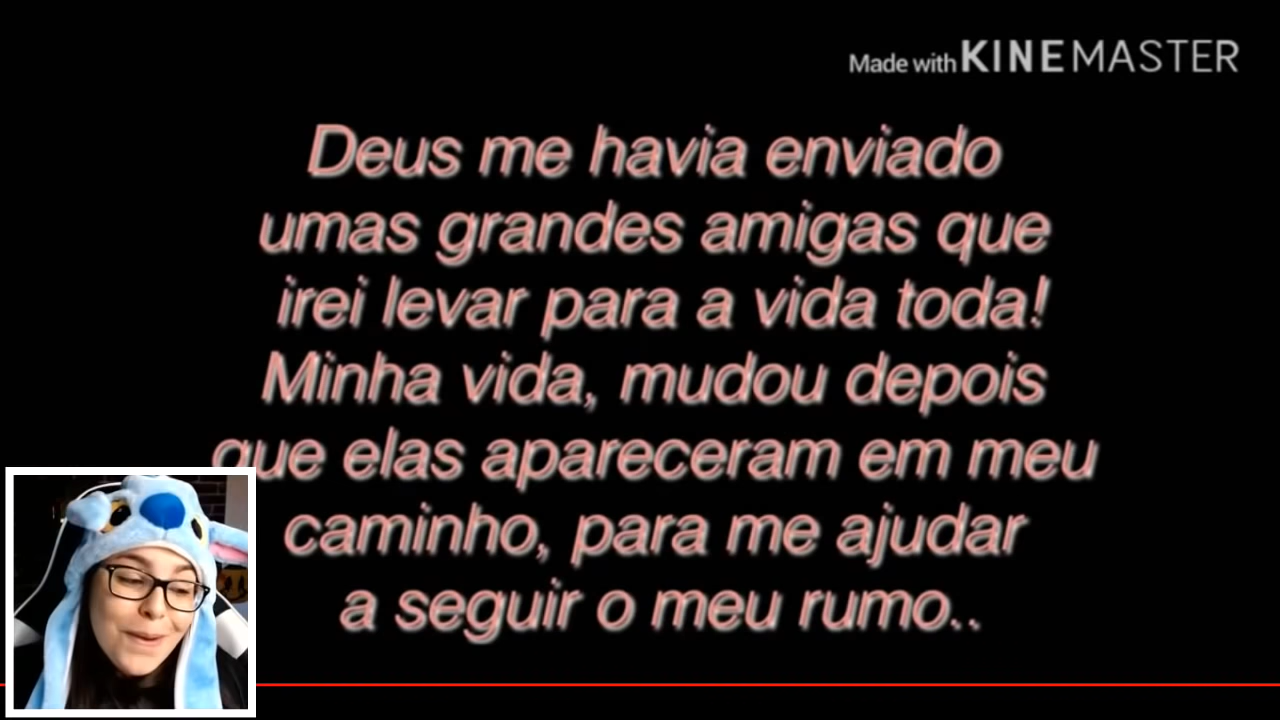 Made with KINEMASTER
Deus me havia enviado
umas grandes amigas que
irei levar para a vida toda!
Minha vida, mudou depois
que elas apareceram em meu
caminho, para me ajudar
a seguir o meu rumo..